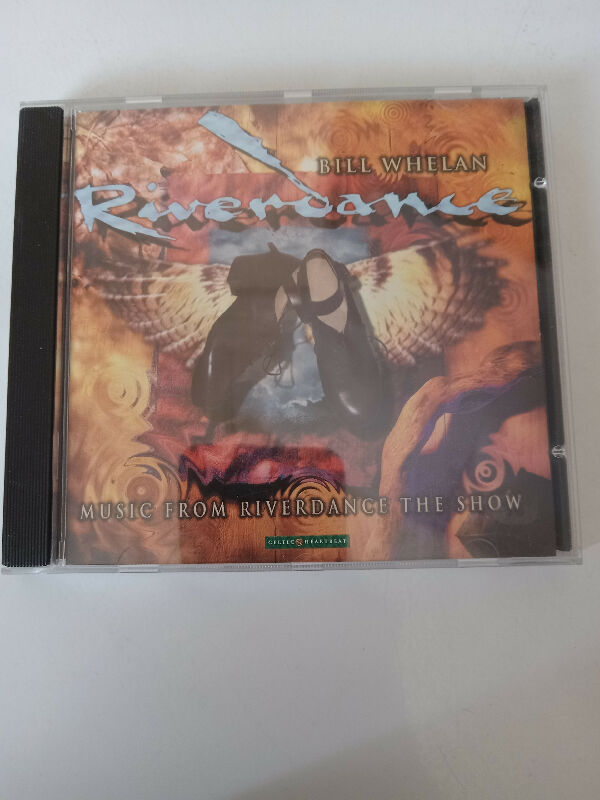 BILL WHELAN
Riverdance
MUSIC FROM RIVERDANCE THE SHOW
CELTIC HEARTBEAT